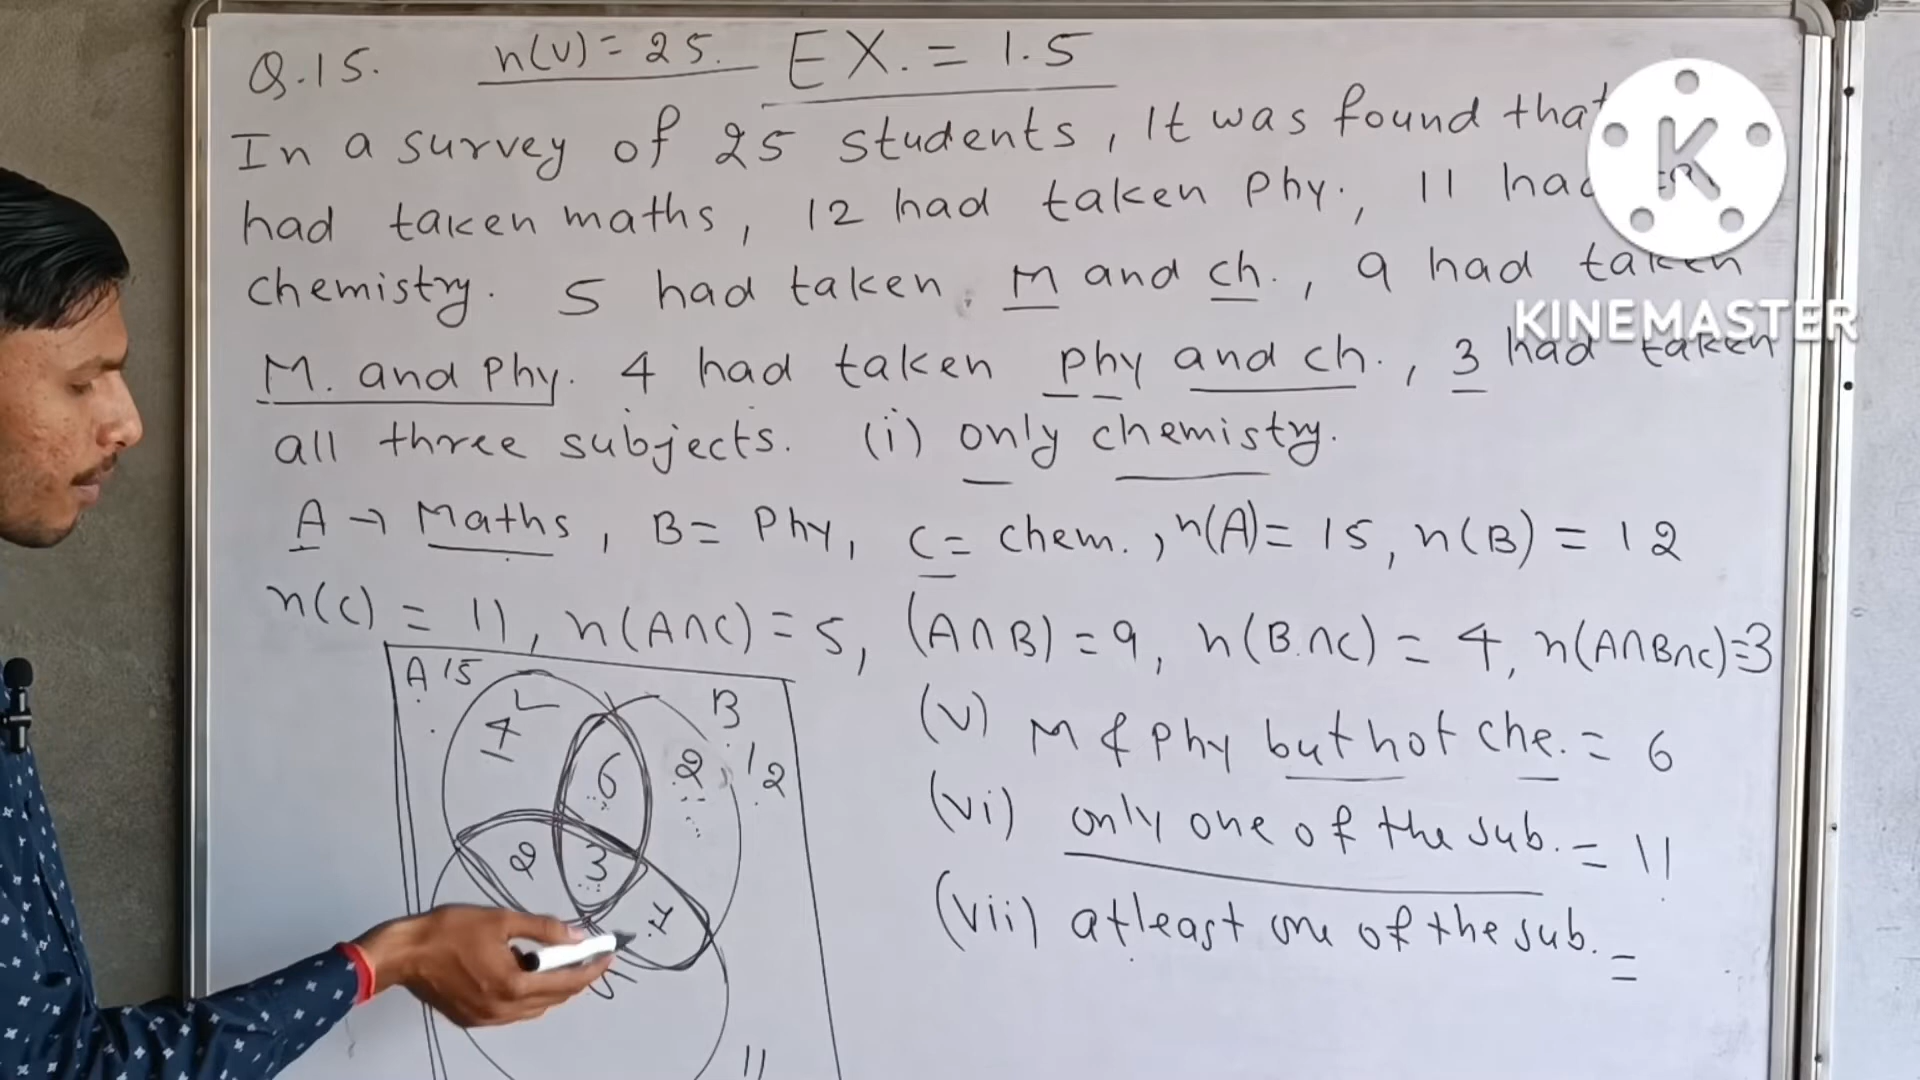 Q.15. n(U) = 25. EX. = 1.5
In a survey of 25 students, It was found that
had taken maths, 12 had taken Phy., 11 had
chemistry. 5 had taken M and ch., 9 had taken
M. and Phy. 4 had taken phy and ch., 3 had taken
all three subjects. (i) only chemistry.
A → Maths, B = Phy, C = chem., n(A) = 15, n(B) = 12
n(C) = 11, n(A∩C) = 5, (A∩B) = 9, n(B∩C) = 4, n(A∩B∩C) = 3
A 15
B
4
6
2
12
2
3
1
5
11
(v) M & Phy but not che. = 6
(vi) only one of the sub. = 11
(vii) atleast one of the sub. =
K
KINEMASTER